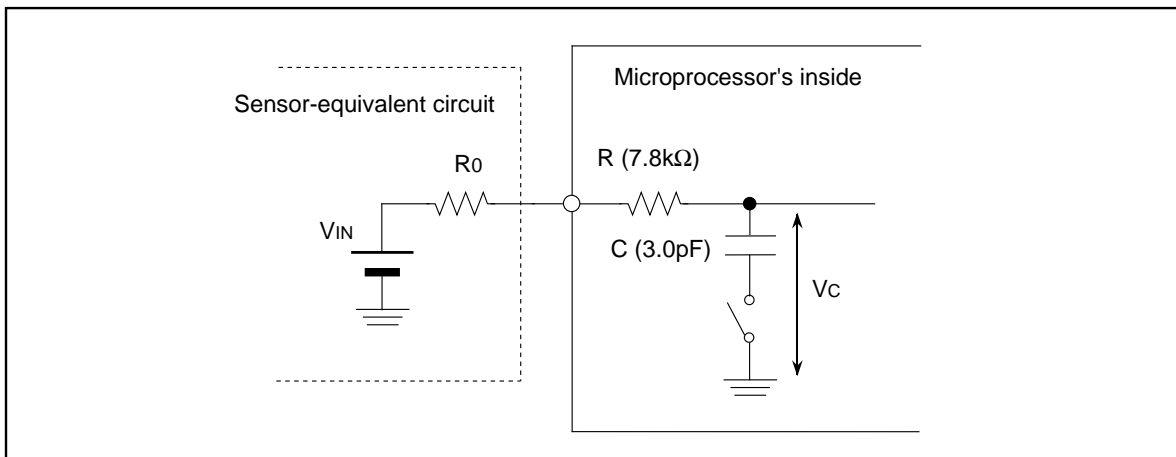 Microprocessor's inside
Sensor-equivalent circuit
R0
R (7.8kΩ)
VIN
C (3.0pF)
VC